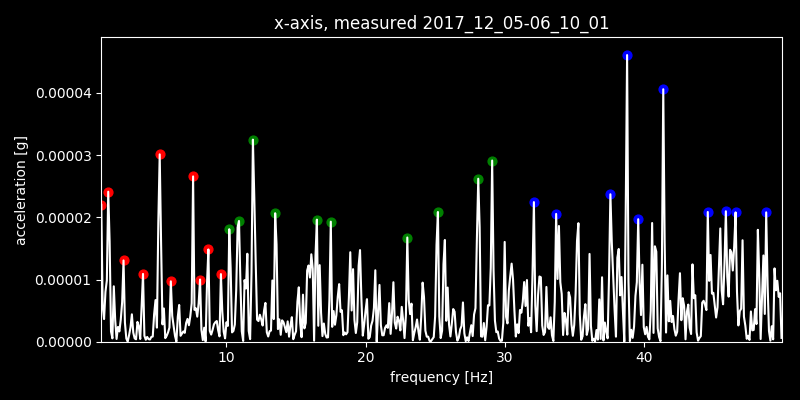 x-axis, measured 2017_12_05-06_10_01
acceleration [g]
0.00004
0.00003
0.00002
0.00001
0.00000
10 20 30 40
frequency [Hz]